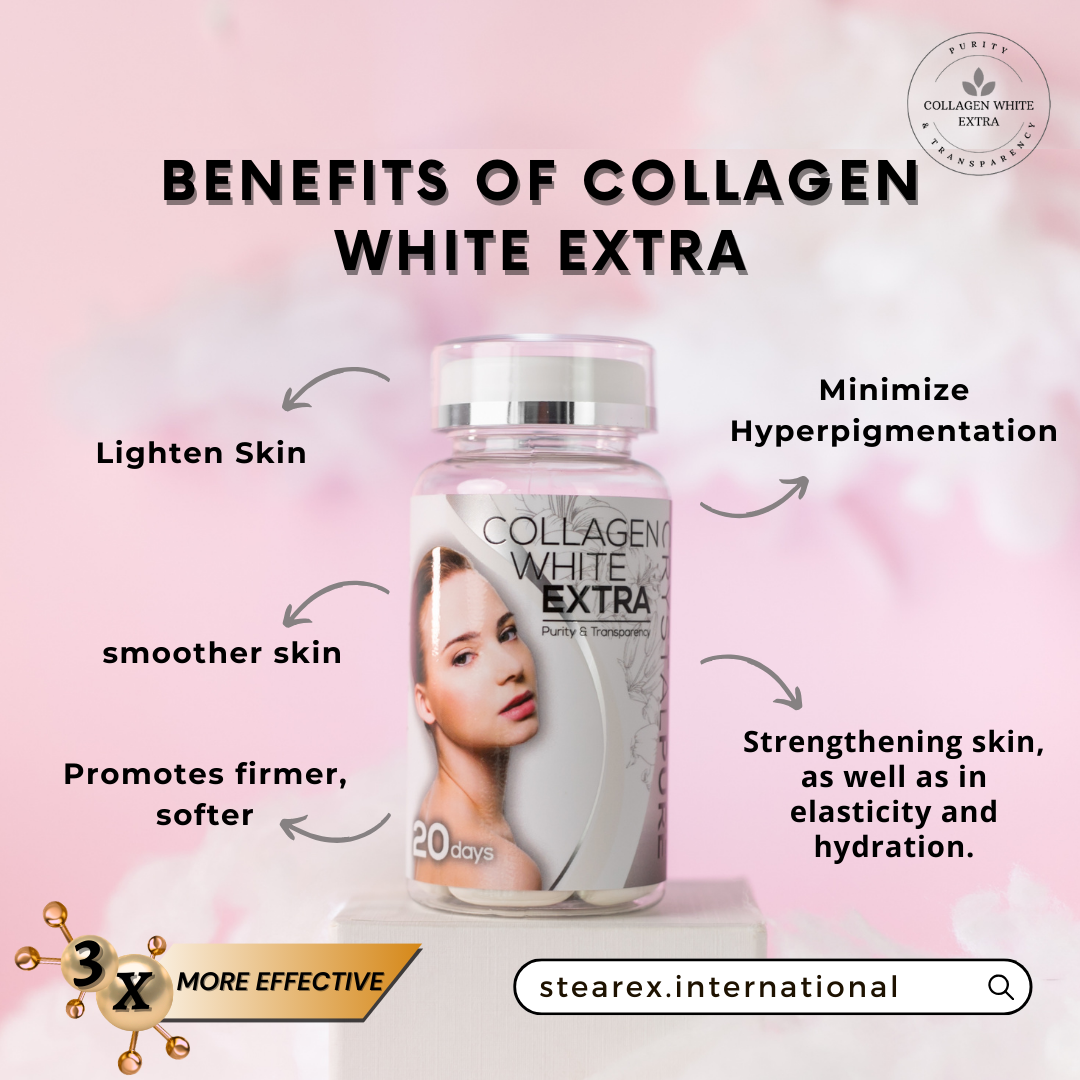 PURITY
COLLAGEN WHITE
EXTRA
& TRANSPARENCY
BENEFITS OF COLLAGEN
WHITE EXTRA
Lighten Skin
Minimize
Hyperpigmentation
smoother skin
Promotes firmer,
softer
Strengthening skin,
as well as in
elasticity and
hydration.
COLLAGEN
WHITE
EXTRA
Purity & Transparency
CRYSTALPURE
20days
3X MORE EFFECTIVE
stearex.international